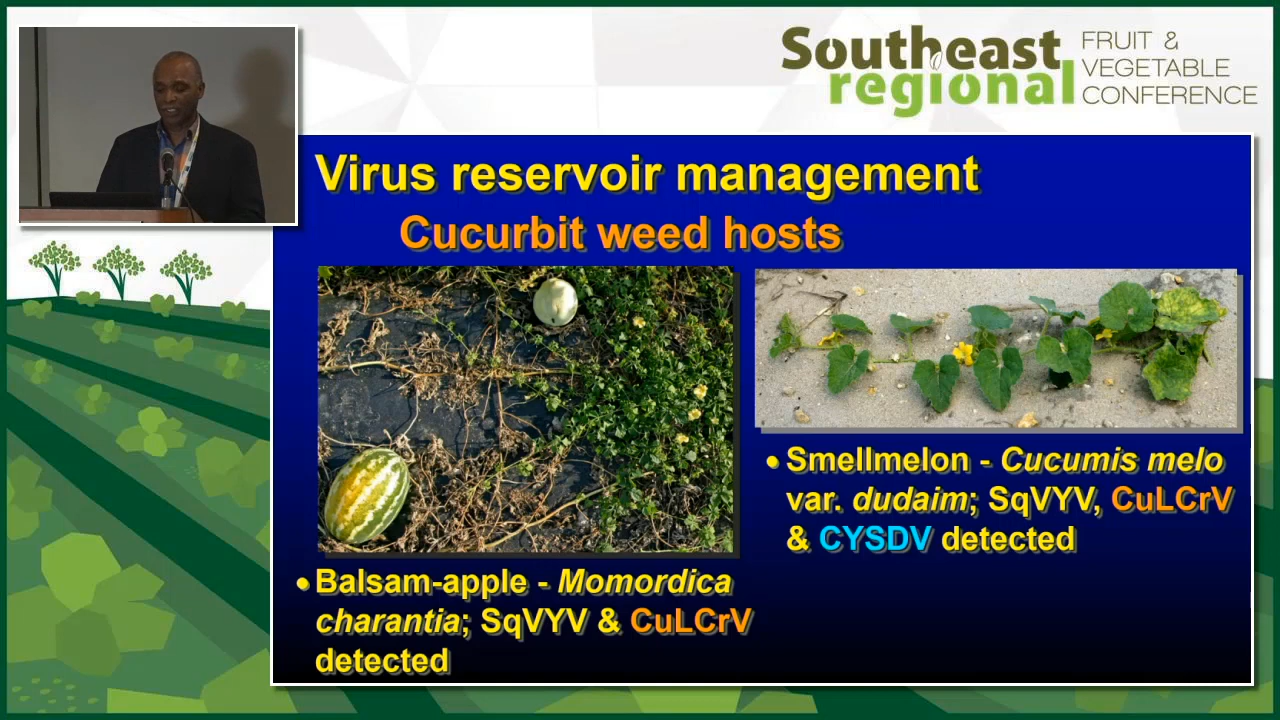 Southeast
regional
FRUIT &
VEGETABLE
CONFERENCE
Virus reservoir management
Cucurbit weed hosts
• Balsam-apple - Momordica
charantia; SqVYV & CuLCrV
detected
• Smellmelon - Cucumis melo
var. dudaim; SqVYV, CuLCrV
& CYSDV detected